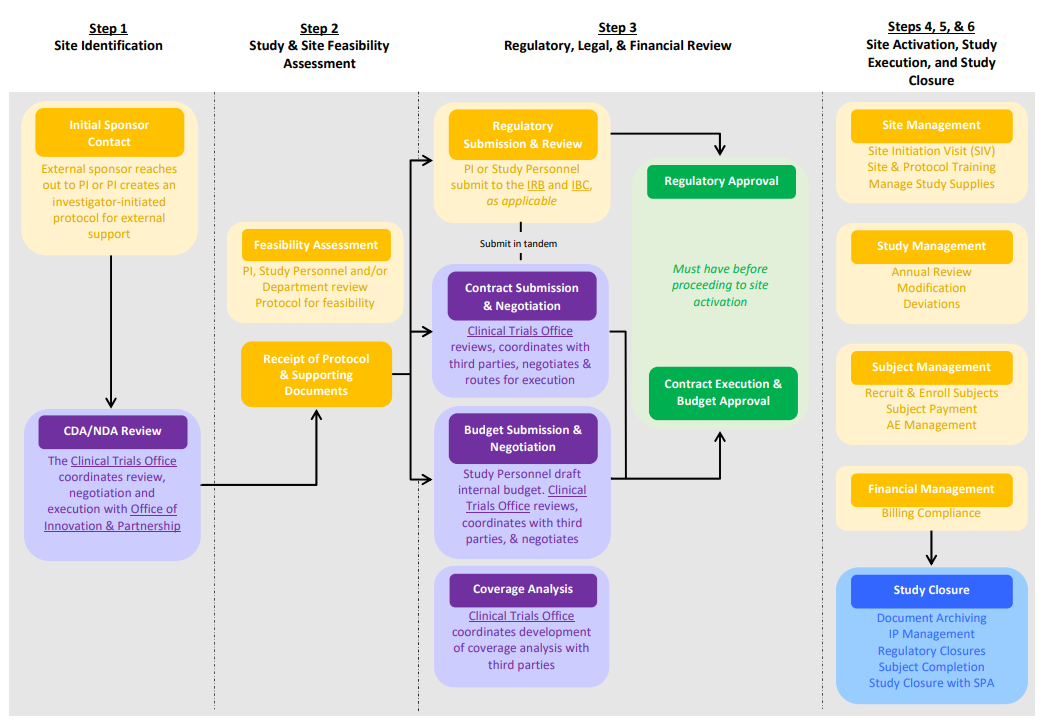 Step 1
Site Identification
Step 2
Study & Site Feasibility
Assessment
Step 3
Regulatory, Legal, & Financial Review
Steps 4, 5, & 6
Site Activation, Study
Execution, and Study
Closure
Initial Sponsor
Contact
External sponsor reaches
out to PI or PI creates an
investigator-initiated
protocol for external
support
CDA/NDA Review
The Clinical Trials Office
coordinates review,
negotiation and
execution with Office of
Innovation & Partnership
Feasibility Assessment
PI, Study Personnel and/or
Department review
Protocol for feasibility
Receipt of Protocol
& Supporting
Documents
Regulatory
Submission & Review
PI or Study Personnel
submit to the IRB and IBC,
as applicable
Submit in tandem
Contract Submission
& Negotiation
Clinical Trials Office
reviews, coordinates with
third parties, negotiates &
routes for execution
Budget Submission &
Negotiation
Study Personnel draft
internal budget. Clinical
Trials Office reviews,
coordinates with third
parties, & negotiates
Coverage Analysis
Clinical Trials Office
coordinates development
of coverage analysis with
third parties
Regulatory Approval
Must have before
proceeding to site
activation
Contract Execution &
Budget Approval
Site Management
Site Initiation Visit (SIV)
Site & Protocol Training
Manage Study Supplies
Study Management
Annual Review
Modification
Deviations
Subject Management
Recruit & Enroll Subjects
Subject Payment
AE Management
Financial Management
Billing Compliance
Study Closure
Document Archiving
IP Management
Regulatory Closures
Subject Completion
Study Closure with SPA